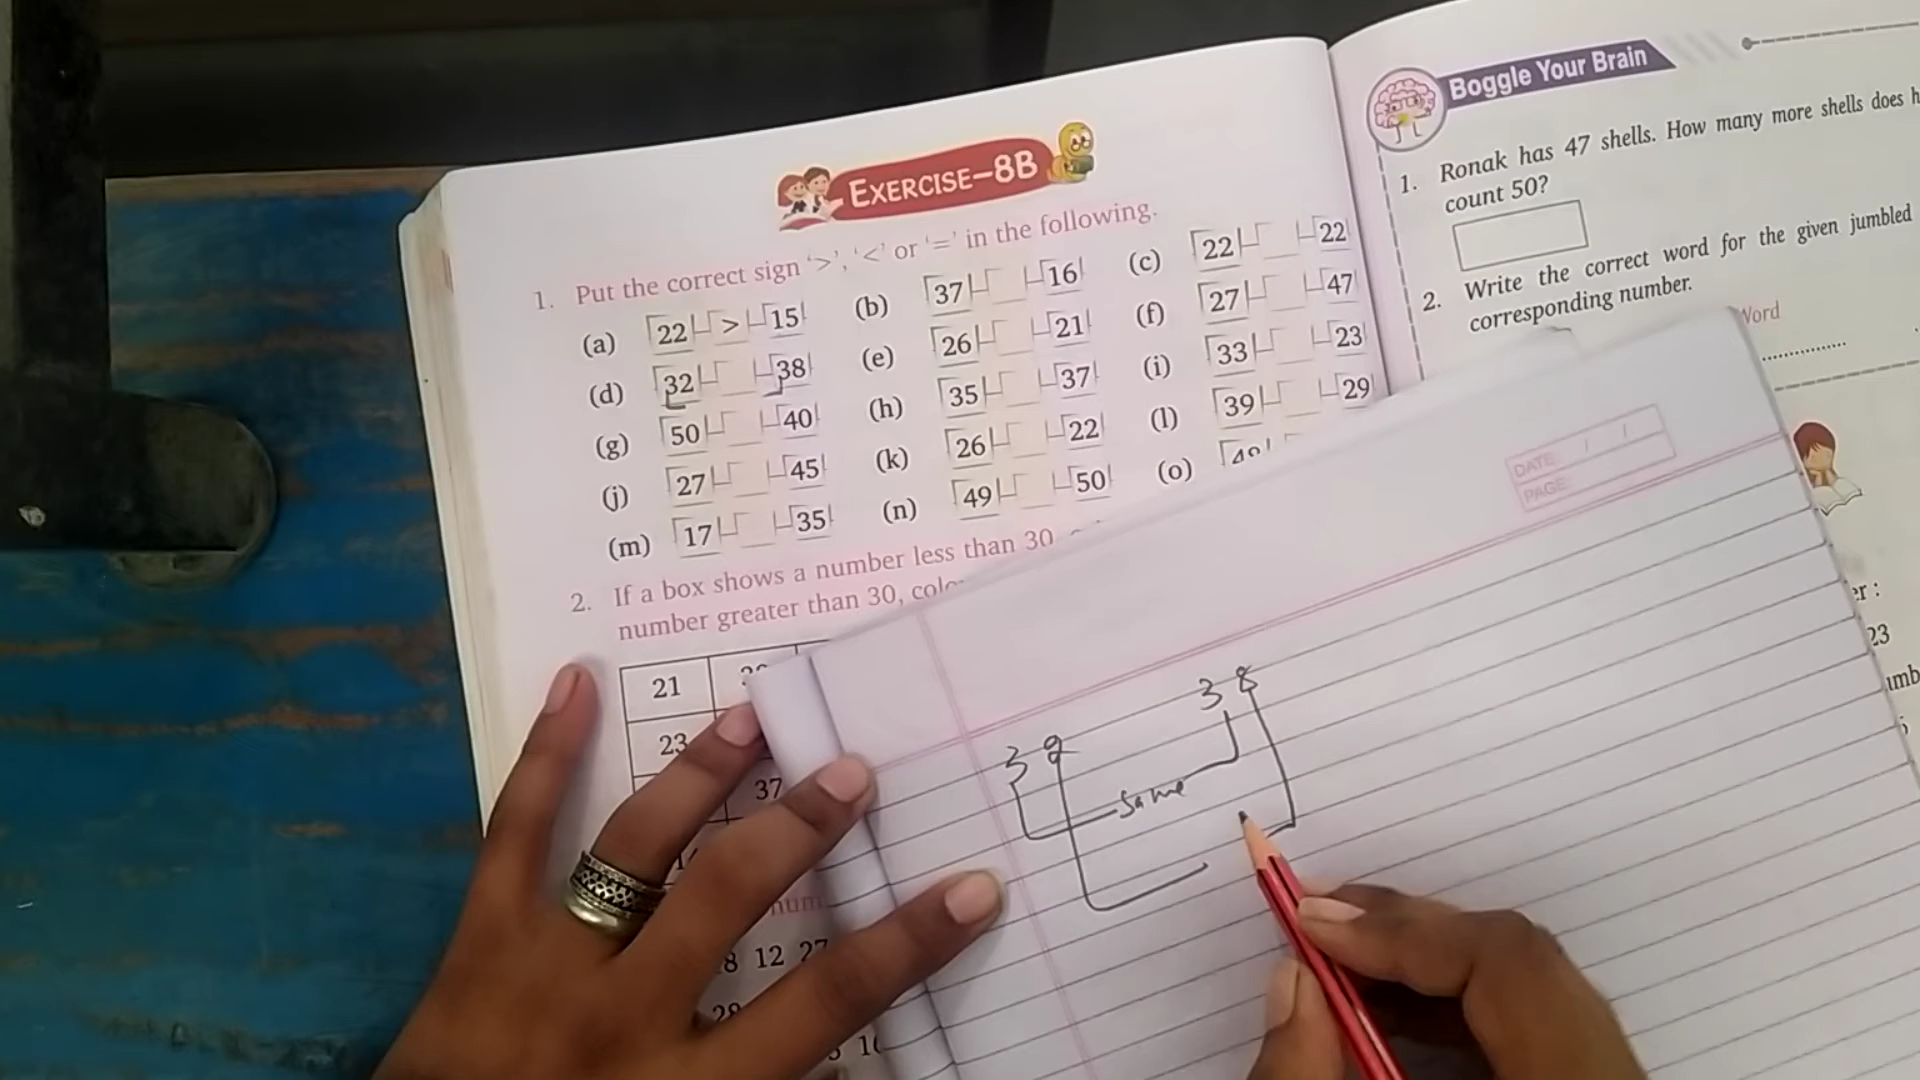 EXERCISE-8B
1. Put the correct sign '>', '<' or '=' in the following.
(a) 22 > 15 (b) 37 16 (c) 22 22
(d) 32 38 (e) 26 21 (f) 27 47
(g) 50 40 (h) 35 37 (i) 33 23
(j) 27 45 (k) 26 22 (l) 39 29
(m) 17 35 (n) 49 50 (o)
2. If a box shows a number less than 30
number greater than 30,
21
23
37
8 12 27
Boggle Your Brain
1. Ronak has 47 shells. How many more shells does
count 50?
2. Write the correct word for the given jumbled
corresponding number.
Word
23
DATE: / /
PAGE:
38
same